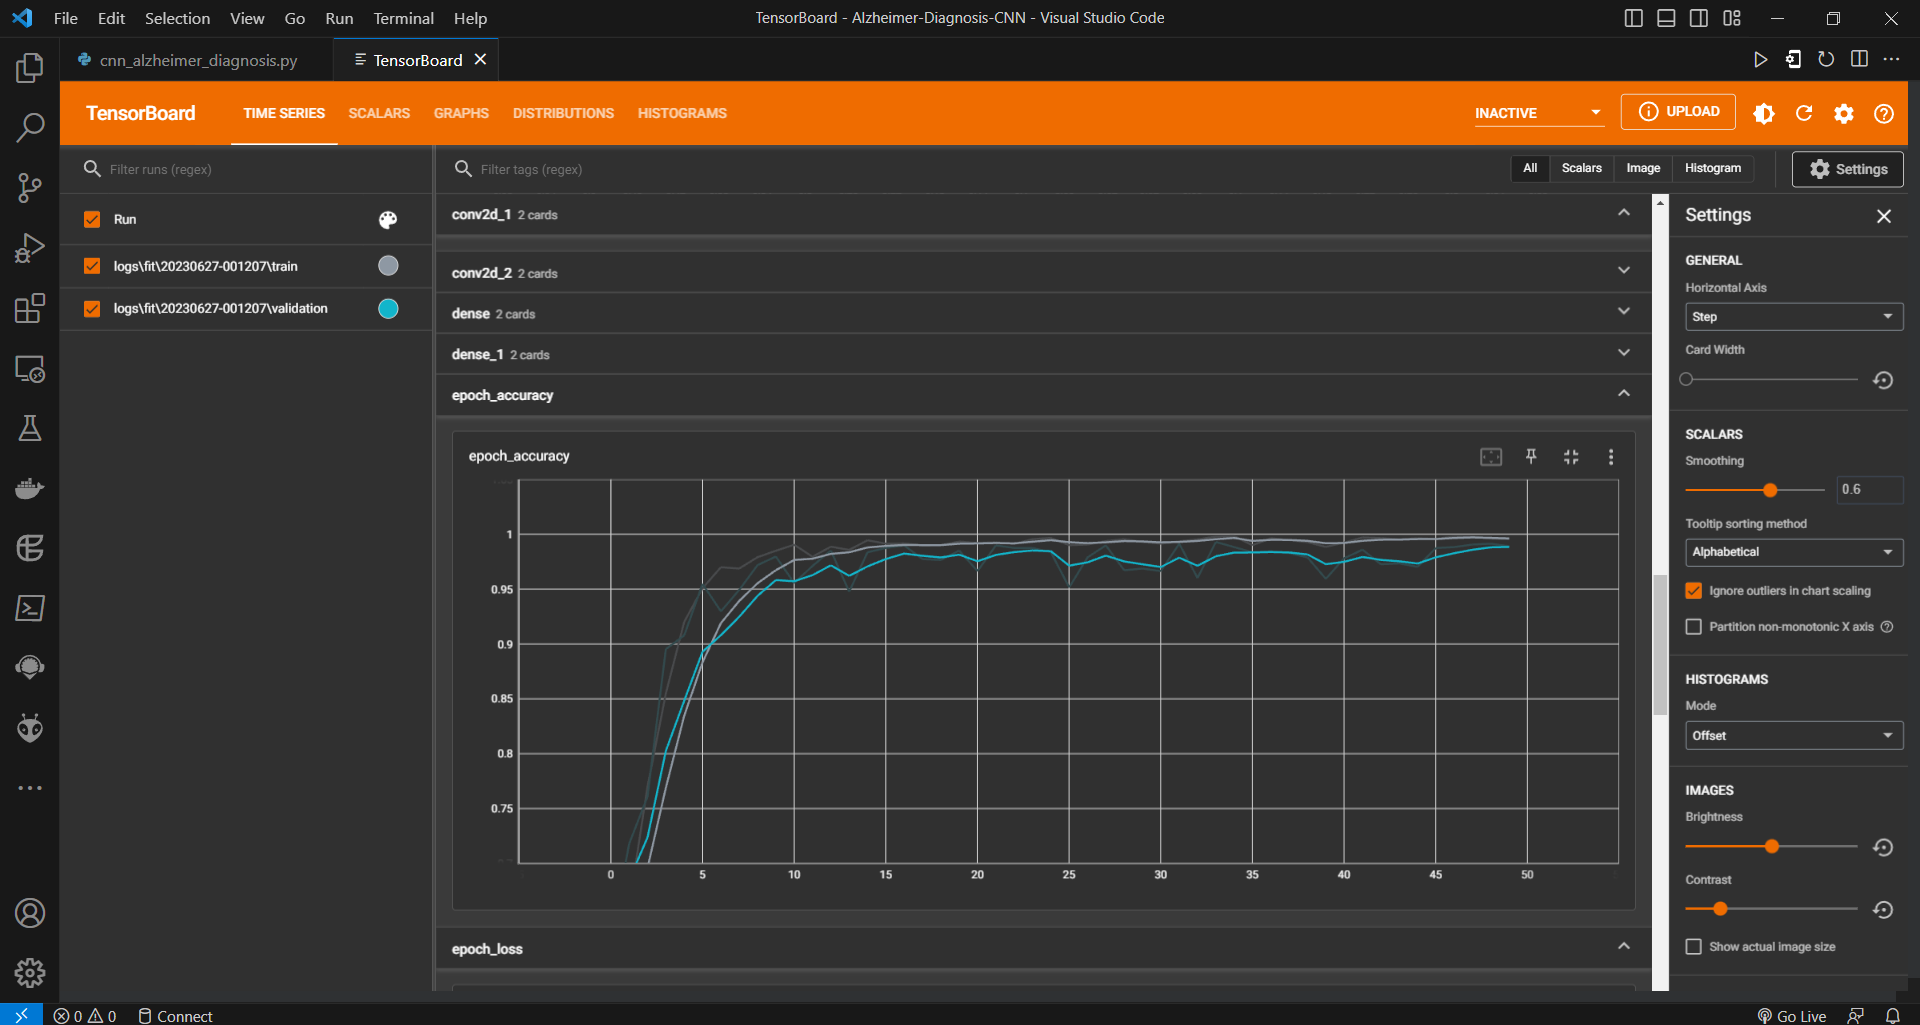 File Edit Selection View Go Run Terminal Help
TensorBoard - Alzheimer-Diagnosis-CNN - Visual Studio Code
cnn_alzheimer_diagnosis.py
TensorBoard
TensorBoard
TIME SERIES SCALARS GRAPHS DISTRIBUTIONS HISTOGRAMS
INACTIVE
UPLOAD
Filter runs (regex)
Filter tags (regex)
All Scalars Image Histogram
Settings
Run
logs\fit\20230627-001207\train
logs\fit\20230627-001207\validation
conv2d_1 2 cards
conv2d_2 2 cards
dense 2 cards
dense_1 2 cards
epoch_accuracy
epoch_accuracy
1
0.95
0.9
0.85
0.8
0.75
0 5 10 15 20 25 30 35 40 45 50
epoch_loss
Settings
GENERAL
Horizontal Axis
Step
Card Width
SCALARS
Smoothing
0.6
Tooltip sorting method
Alphabetical
Ignore outliers in chart scaling
Partition non-monotonic X axis
HISTOGRAMS
Mode
Offset
IMAGES
Brightness
Contrast
Show actual image size
0 0 Connect
Go Live